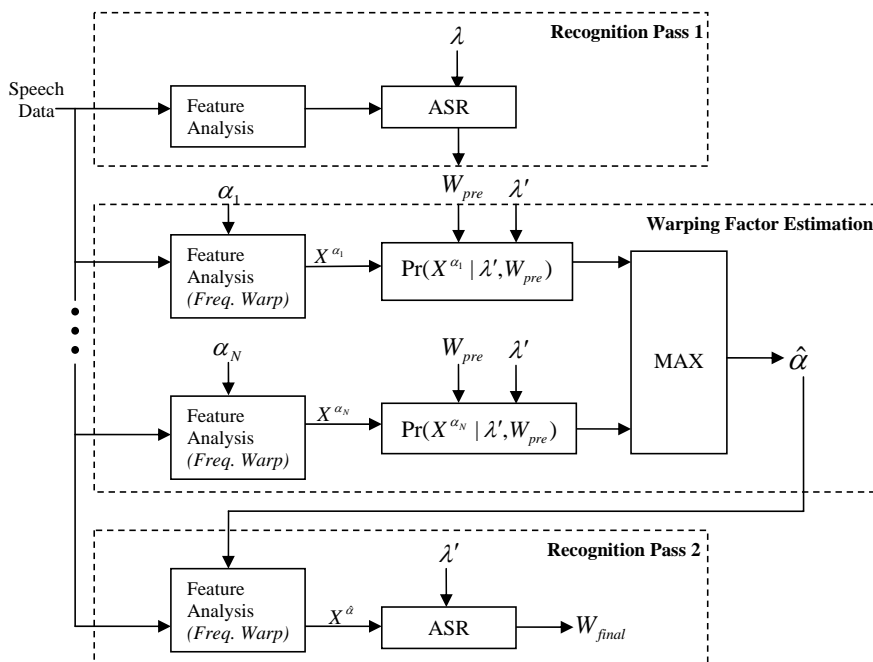 Recognition Pass 1
λ
Speech
Data
Feature
Analysis
ASR
W_pre
λ′
α_1
Warping Factor Estimation
Feature
Analysis
(Freq. Warp)
X^{α_1}
Pr(X^{α_1} | λ′, W_pre)
MAX
α̂
α_N
W_pre
λ′
Feature
Analysis
(Freq. Warp)
X^{α_N}
Pr(X^{α_N} | λ′, W_pre)
Recognition Pass 2
λ′
Feature
Analysis
(Freq. Warp)
X^{α̂}
ASR
W_final